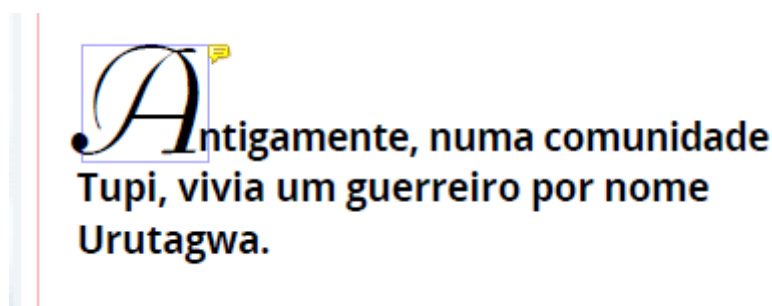 Antigamente, numa comunidade
Tupi, vivia um guerreiro por nome
Urutagwa.